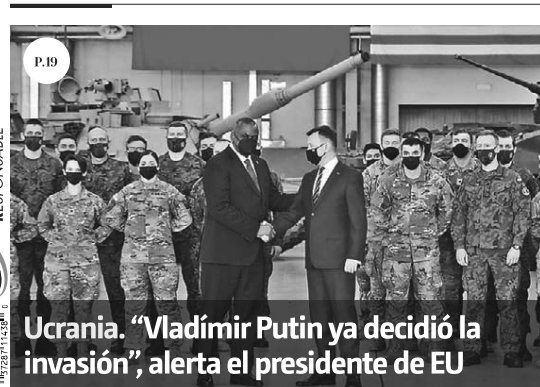 P.19
Ucrania. “Vladímir Putin ya decidió la
invasión”, alerta el presidente de EU